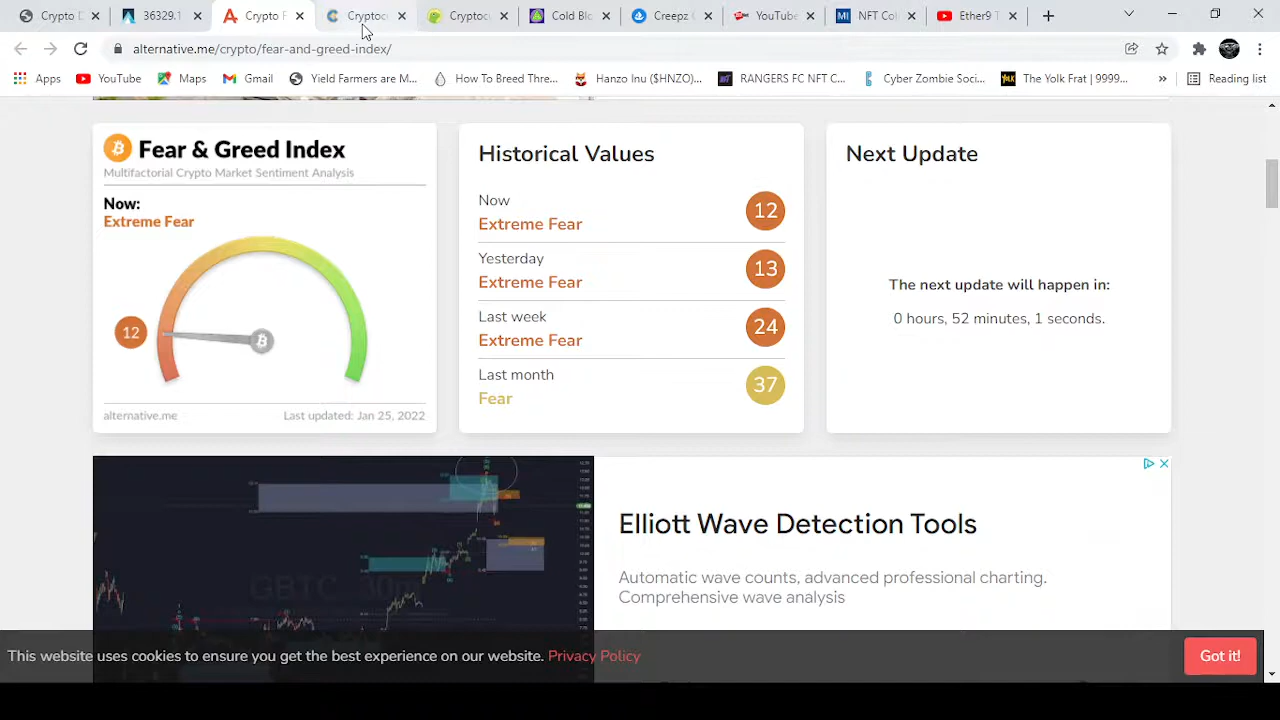 Crypto D
36329.1
Crypto F
Cryptoc
Cryptoc
Cold Blo
Creepz G
YouTube
NFT Col
Ether9 T
alternative.me/crypto/fear-and-greed-index/
Apps
YouTube
Maps
Gmail
Yield Farmers are M...
How To Breed Thre...
Hanzo Inu ($HNZO)...
RANGERS FC NFT C...
Cyber Zombie Soci...
The Yolk Frat | 9999...
Reading list
Fear & Greed Index
Multifactorial Crypto Market Sentiment Analysis
Now:
Extreme Fear
12
alternative.me
Last updated: Jan 25, 2022
Historical Values
Now
Extreme Fear
12
Yesterday
Extreme Fear
13
Last week
Extreme Fear
24
Last month
Fear
37
Next Update
The next update will happen in:
0 hours, 52 minutes, 1 seconds.
Elliott Wave Detection Tools
Automatic wave counts, advanced professional charting.
Comprehensive wave analysis
This website uses cookies to ensure you get the best experience on our website. Privacy Policy
Got it!